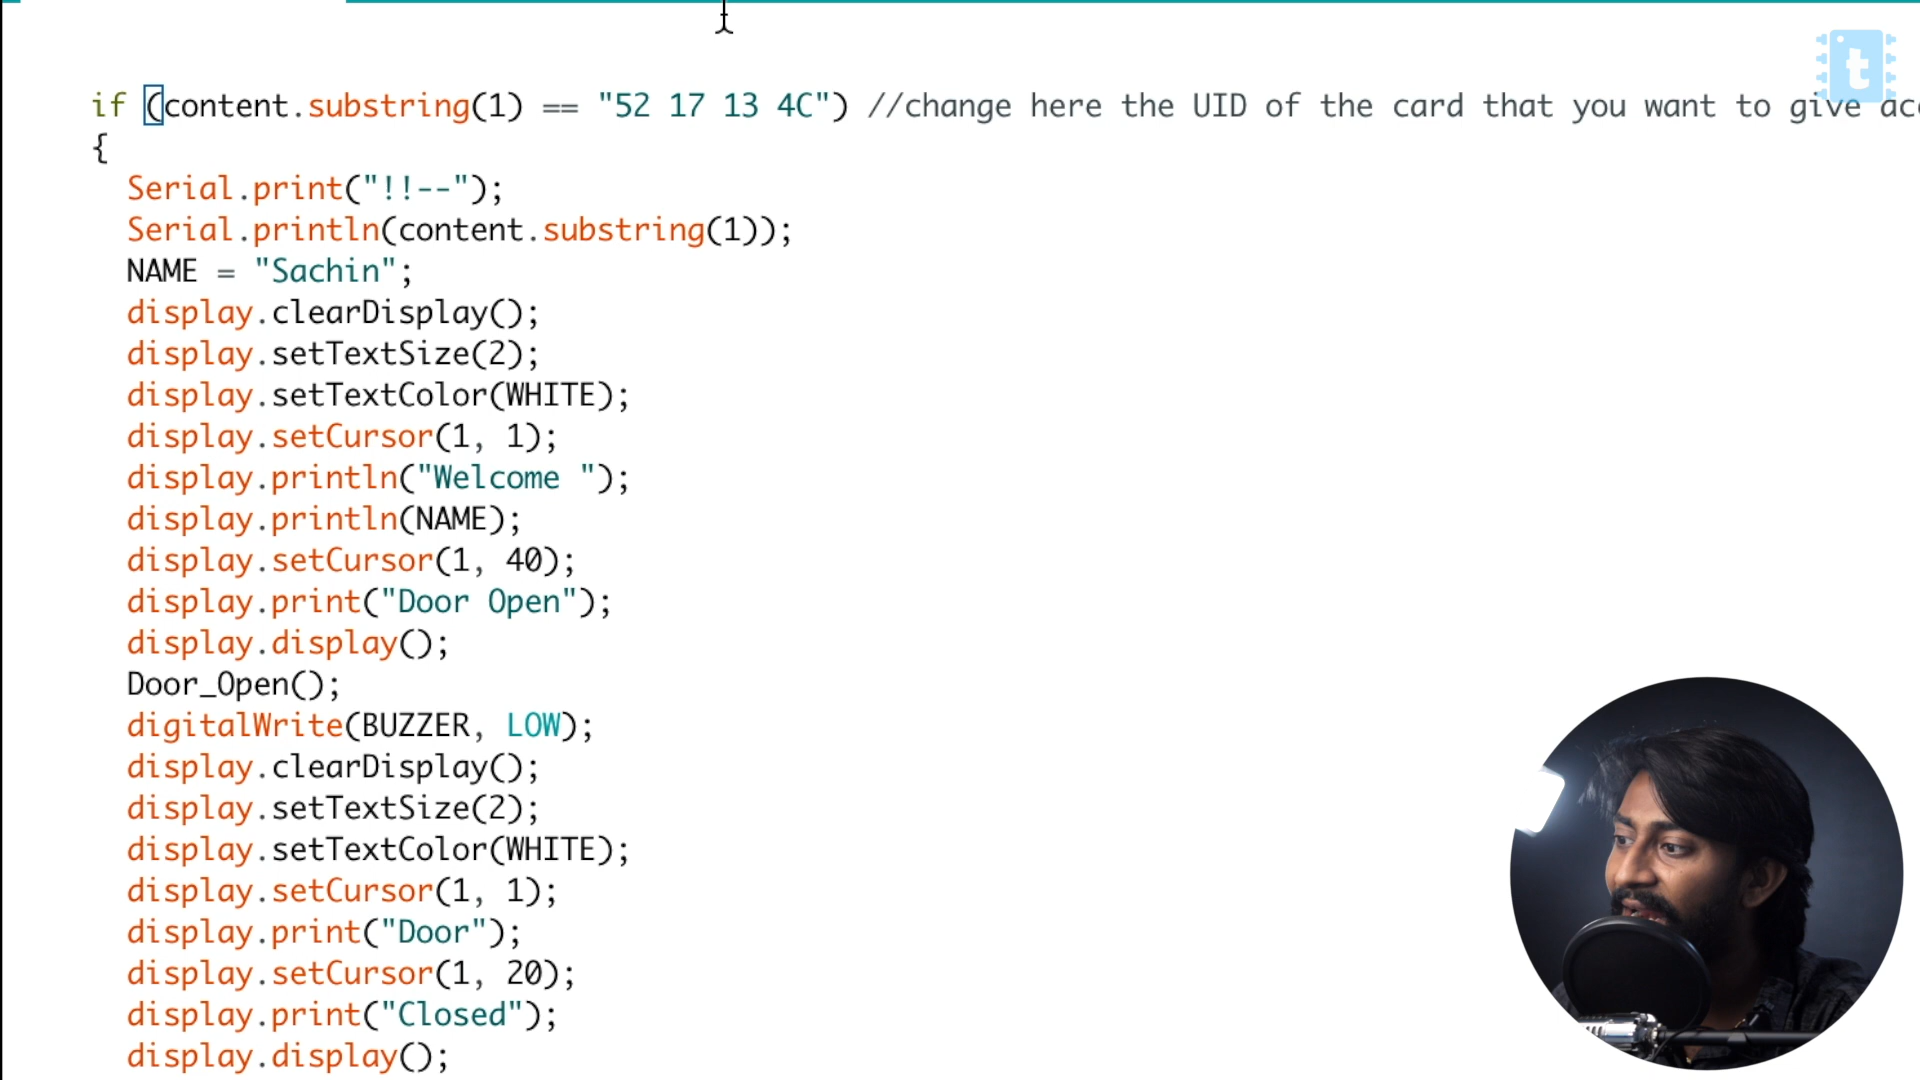 if (content.substring(1) == "52 17 13 4C") //change here the UID of the card that you want to give
{
Serial.print("!!--");
Serial.println(content.substring(1));
NAME = "Sachin";
display.clearDisplay();
display.setTextSize(2);
display.setTextColor(WHITE);
display.setCursor(1, 1);
display.println("Welcome ");
display.println(NAME);
display.setCursor(1, 40);
display.print("Door Open");
display.display();
Door_Open();
digitalWrite(BUZZER, LOW);
display.clearDisplay();
display.setTextSize(2);
display.setTextColor(WHITE);
display.setCursor(1, 1);
display.print("Door");
display.setCursor(1, 20);
display.print("Closed");
display.display();
t